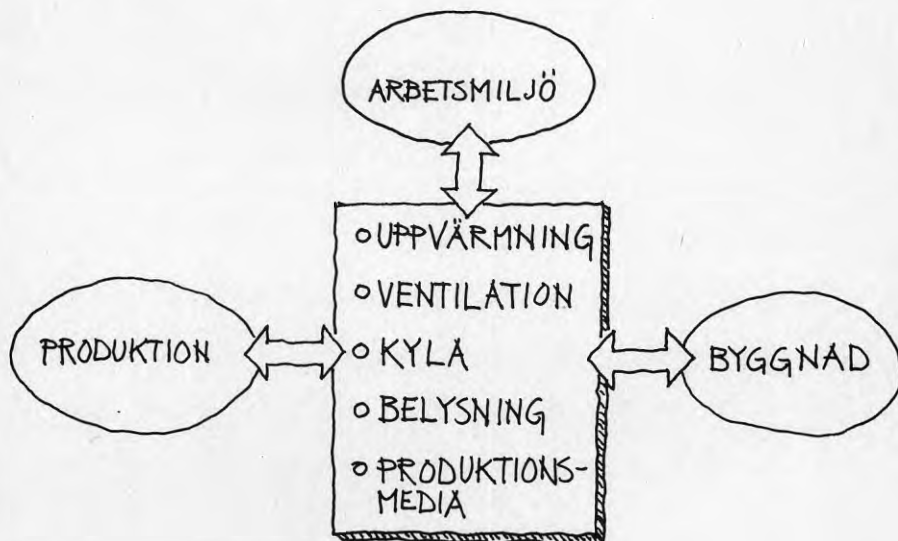 ARBETSMILJÖ
PRODUKTION
o UPPVÄRMNING
o VENTILATION
o KYLA
o BELYSNING
o PRODUKTIONS-
MEDIA
BYGGNAD